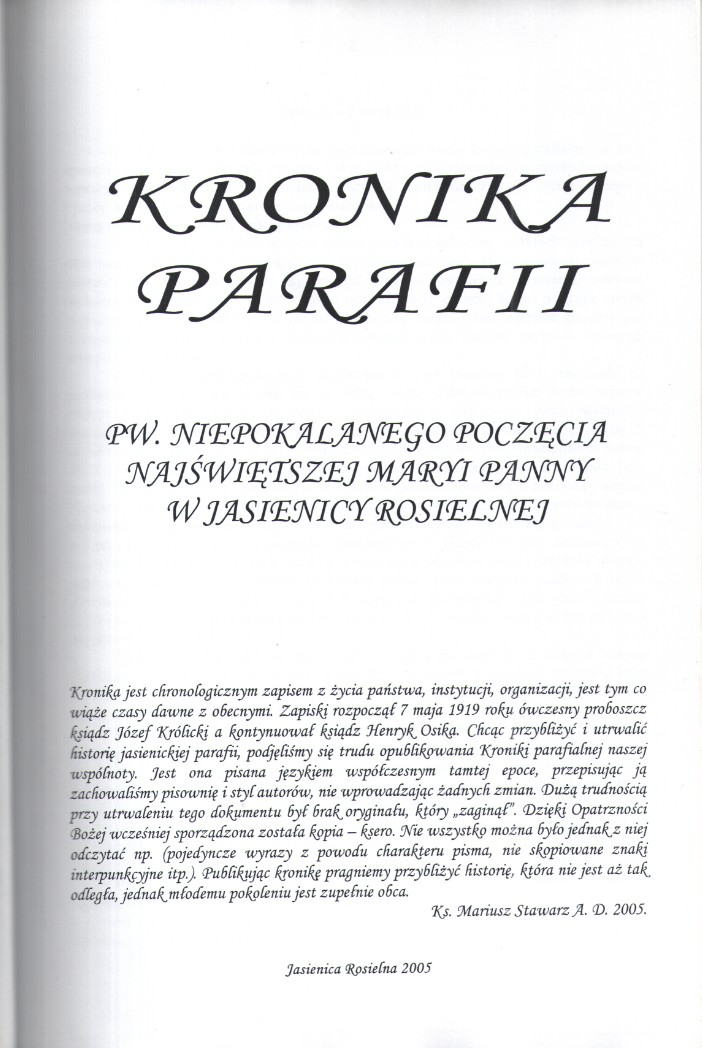 KRONIKA
PARAFII
PW. NIEPOKALANEGO POCZĘCIA
NAJŚWIĘTSZEJ MARYI PANNY
W JASIENICY ROSIELNEJ
Kronika jest chronologicznym zapisem z życia państwa, instytucji, organizacji, jest tym co
wiąże czasy dawne z obecnymi. Zapiski rozpoczął 7 maja 1919 roku ówczesny proboszcz
ksiądz Józef Królicki a kontynuował ksiądz Henryk Osika. Chcąc przybliżyć i utrwalić
historię jasienickiej parafii, podjęliśmy się trudu opublikowania Kroniki parafialnej naszej
wspólnoty. Jest ona pisana językiem współczesnym tamtej epoce, przepisując ją
zachowaliśmy pisownię i styl autorów, nie wprowadzając żadnych zmian. Dużą trudnością
przy utrwaleniu tego dokumentu był brak oryginału, który „zaginął”. Dzięki Opatrzności
Bożej wcześniej sporządzona została kopia – ksero. Nie wszystko można było jednak z niej
odczytać np. (pojedyncze wyrazy z powodu charakteru pisma, nie skopiowane znaki
interpunkcyjne itp.). Publikując kronikę pragniemy przybliżyć historię, która nie jest aż tak
odległa, jednak młodemu pokoleniu jest zupełnie obca.
Ks. Mariusz Stawarz A. D. 2005.
Jasienica Rosielna 2005